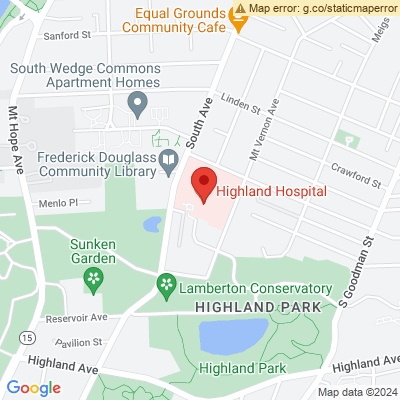 Map error: g.co/staticmaperror
Equal Grounds
Community Cafe
Sanford St
Meigs
South Wedge Commons
Apartment Homes
Linden St
South Ave
Mt Hope Ave
Mt Vernon Ave
Frederick Douglass
Community Library
Crawford St
Highland Hospital
Menlo Pl
Sunken
Garden
S Goodman St
Lamberton Conservatory
HIGHLAND PARK
Reservoir Ave
15
Pavilion St
Highland Ave
Highland Park
Highland Av
Google
Map data ©2024